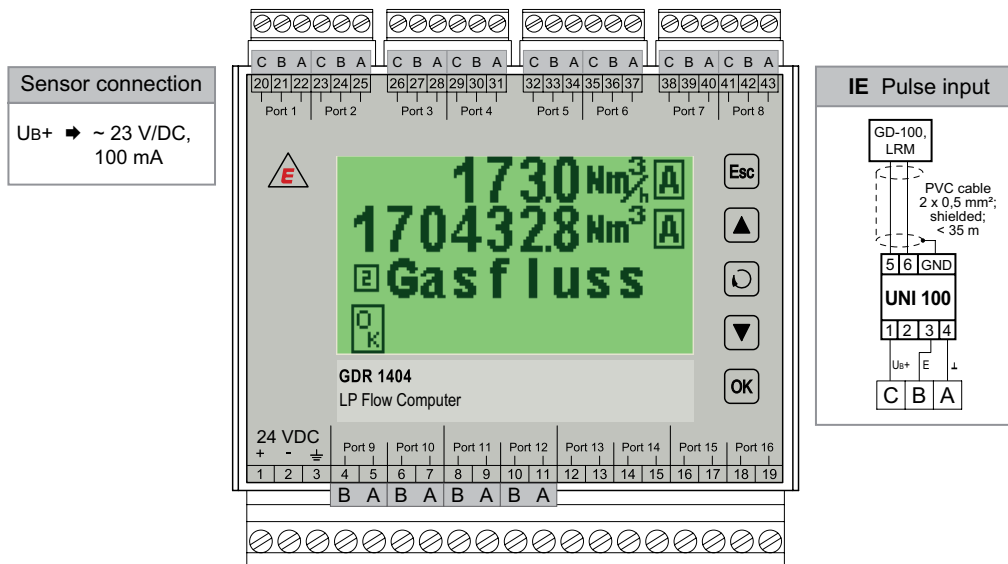 C B A C B A C B A C B A C B A C B A C B A C B A
20 21 22 23 24 25 26 27 28 29 30 31 32 33 34 35 36 37 38 39 40 41 42 43
Port 1 Port 2 Port 3 Port 4 Port 5 Port 6 Port 7 Port 8
Sensor connection
UB+ ➡ ~ 23 V/DC,
100 mA
E
173.0 Nm³/h A
170432.8 Nm³ A
2 Gasfluss
OK
Esc
OK
GDR 1404
LP Flow Computer
24 VDC
+ -
Port 9 Port 10 Port 11 Port 12 Port 13 Port 14 Port 15 Port 16
1 2 3 4 5 6 7 8 9 10 11 12 13 14 15 16 17 18 19
B A B A B A B A
IE Pulse input
GD-100,
LRM
PVC cable
2 x 0,5 mm²;
shielded;
< 35 m
5 6 GND
UNI 100
1 2 3 4
UB+ E ⊥
C B A